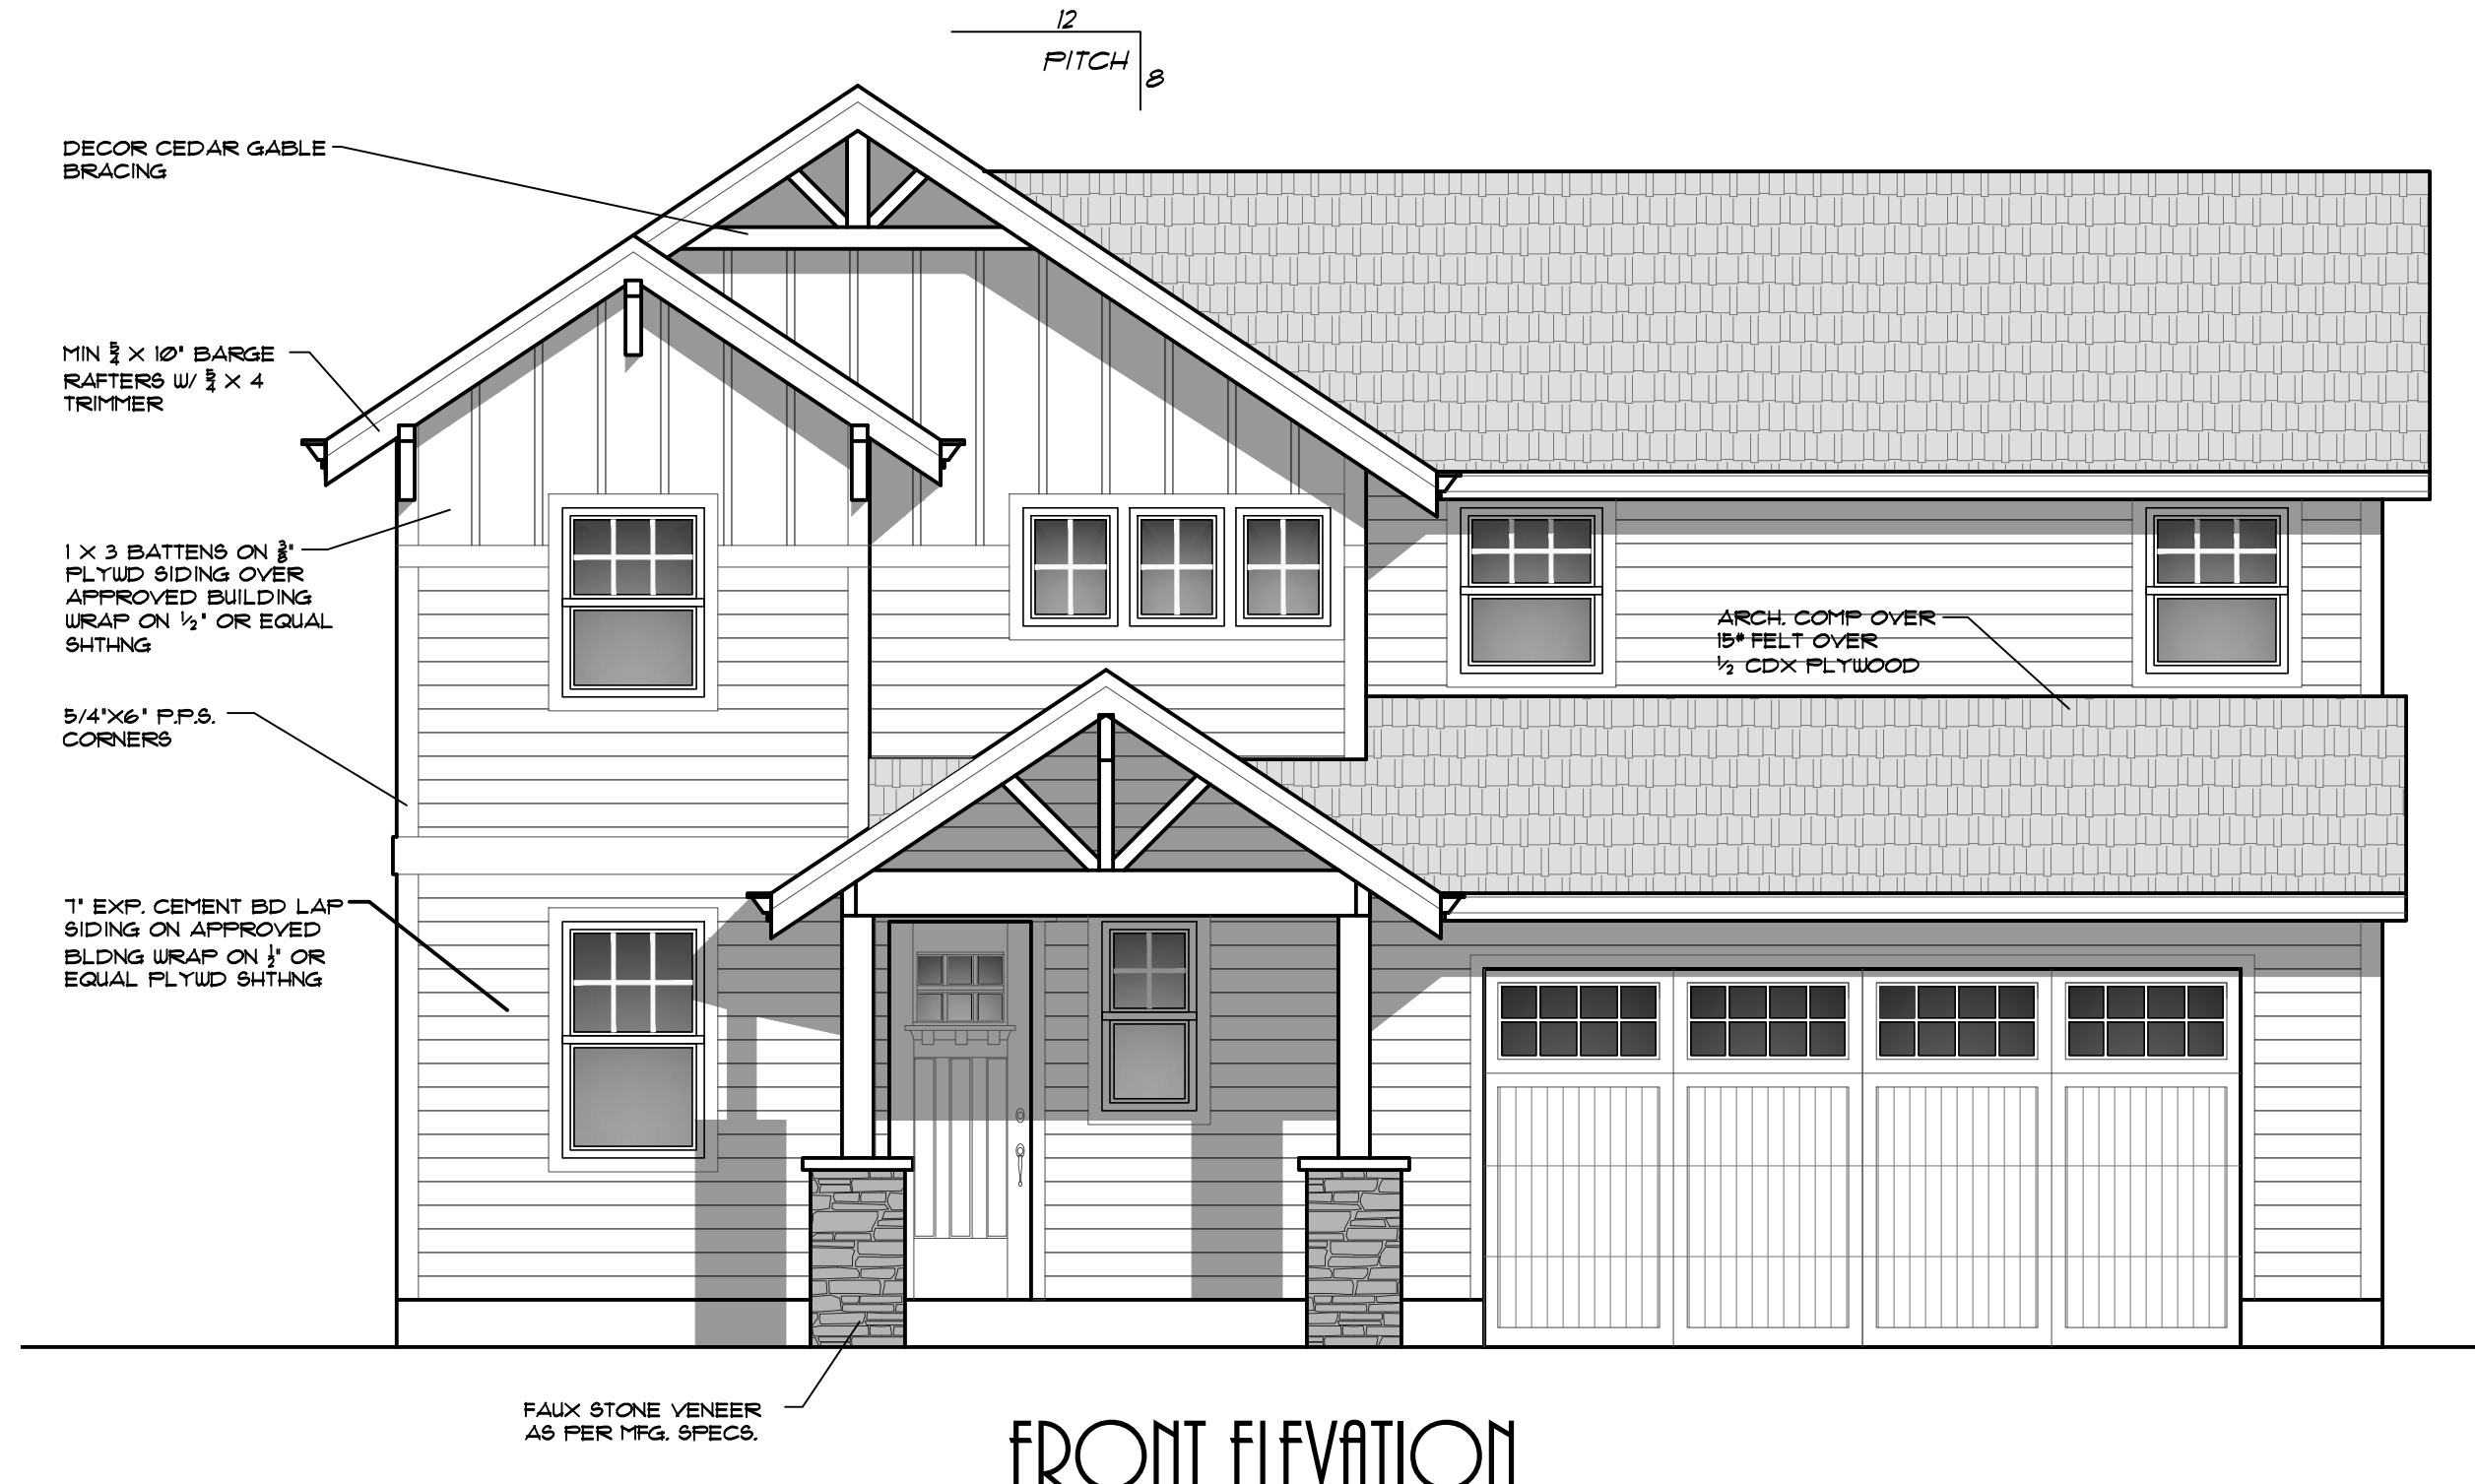 12
PITCH
8
DECOR CEDAR GABLE
BRACING
MIN 5/4 X 10" BARGE
RAFTERS W/ 5/4 X 4
TRIMMER
1 X 3 BATTENS ON 3/8"
PLYWD SIDING OVER
APPROVED BUILDING
WRAP ON 1/2" OR EQUAL
SHTHNG
ARCH. COMP OVER
15# FELT OVER
1/2 CDX PLYWOOD
5/4"X6" P.P.S.
CORNERS
7" EXP. CEMENT BD LAP
SIDING ON APPROVED
BLDNG WRAP ON 1/2" OR
EQUAL PLYWD SHTHNG
FAUX STONE VENEER
AS PER MFG. SPECS.
FRONT ELEVATION